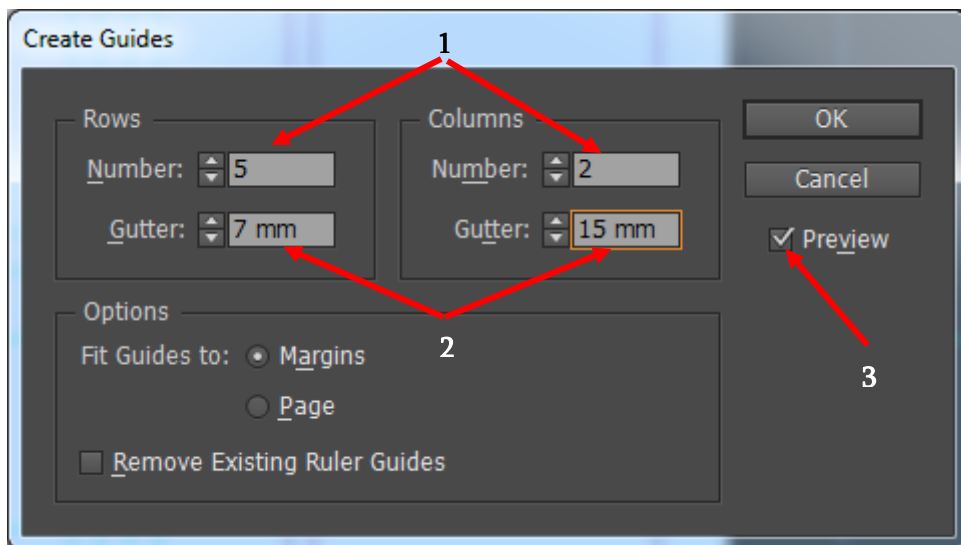 Create Guides
1
Rows
Number: 5
Gutter: 7 mm
Columns
Number: 2
Gutter: 15 mm
OK
Cancel
Preview
2
3
Options
Fit Guides to: Margins
Page
Remove Existing Ruler Guides